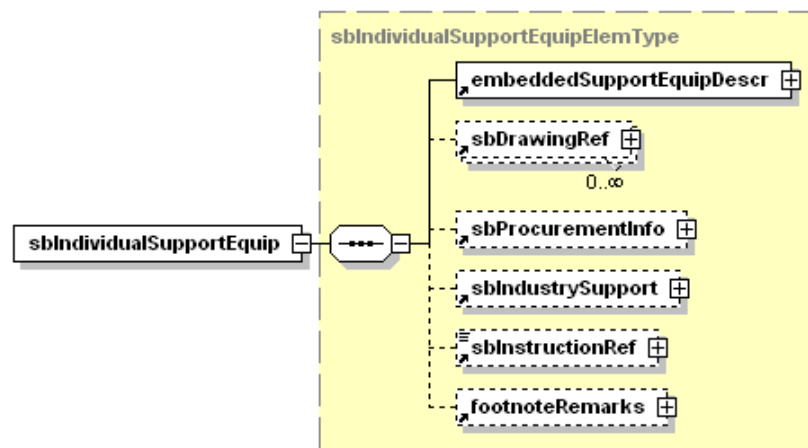 sbIndividualSupportEquipElemType
embeddedSupportEquipDescr
sbDrawingRef
0..∞
sbIndividualSupportEquip
sbProcurementInfo
sbIndustrySupport
sbInstructionRef
footnoteRemarks